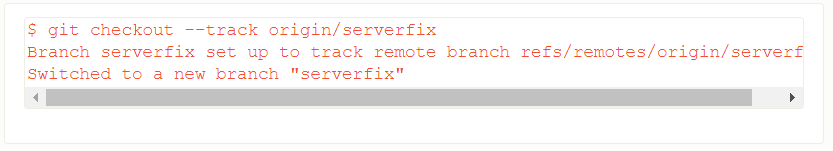 $ git checkout --track origin/serverfix
Branch serverfix set up to track remote branch refs/remotes/origin/serverf
Switched to a new branch "serverfix"